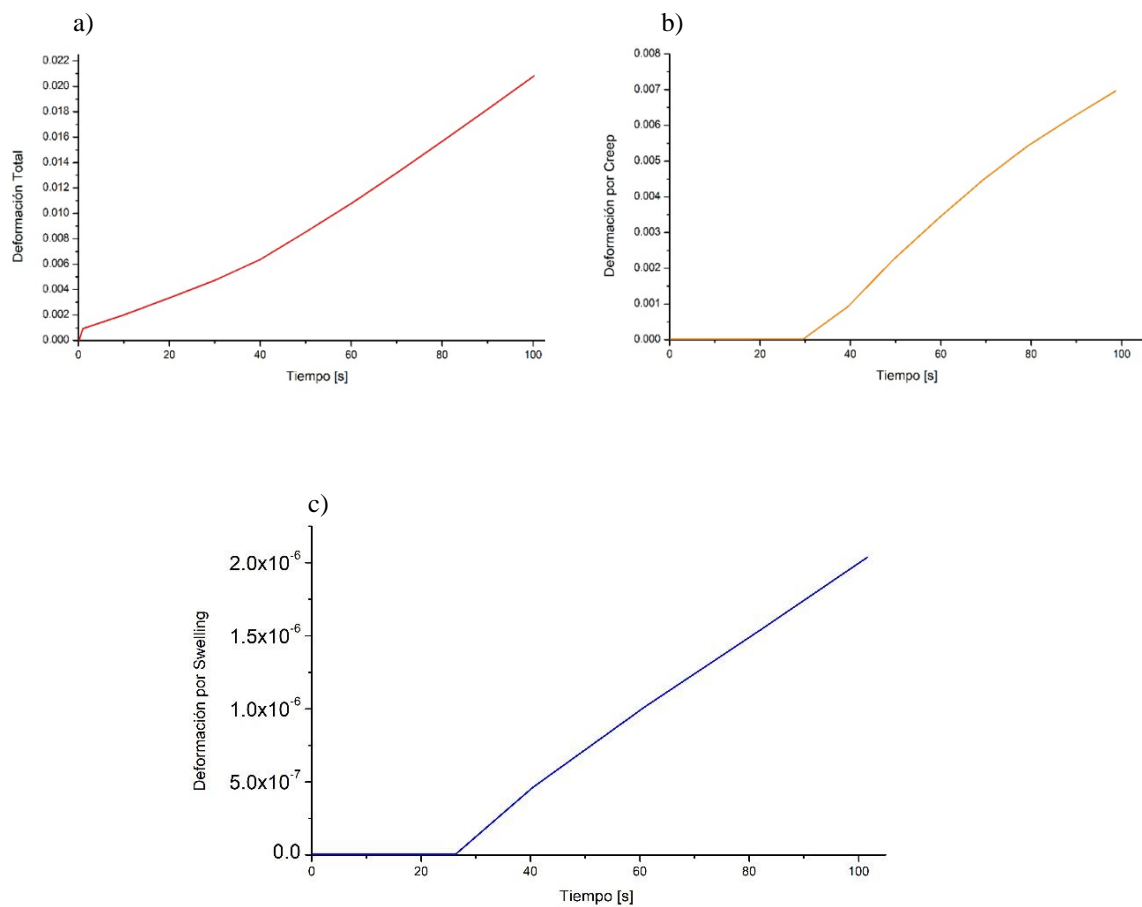 a)
0.022
0.020
0.018
0.016
0.014
0.012
0.010
0.008
0.006
0.004
0.002
0.000
Deformación Total
0 20 40 60 80 100
Tiempo [s]
b)
0.008
0.007
0.006
0.005
0.004
0.003
0.002
0.001
0.000
Deformación por Creep
0 20 40 60 80 100
Tiempo [s]
c)
2.0x10⁻⁶
1.5x10⁻⁶
1.0x10⁻⁶
5.0x10⁻⁷
0.0
Deformación por Swelling
0 20 40 60 80 100
Tiempo [s]